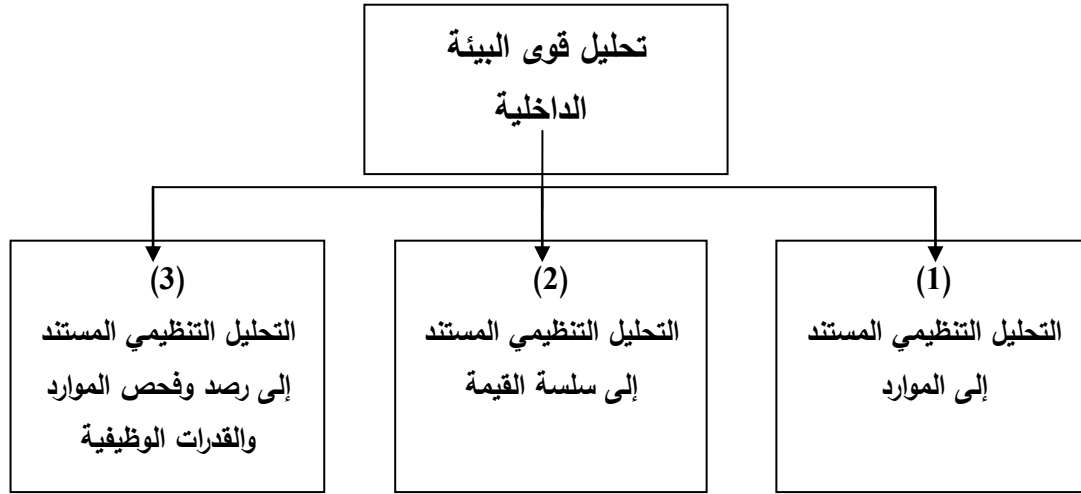 تحليل قوى البيئة
الداخلية
(1)
التحليل التنظيمي المستند
إلى الموارد
(2)
التحليل التنظيمي المستند
إلى سلسة القيمة
(3)
التحليل التنظيمي المستند
إلى رصد وفحص الموارد
والقدرات الوظيفية